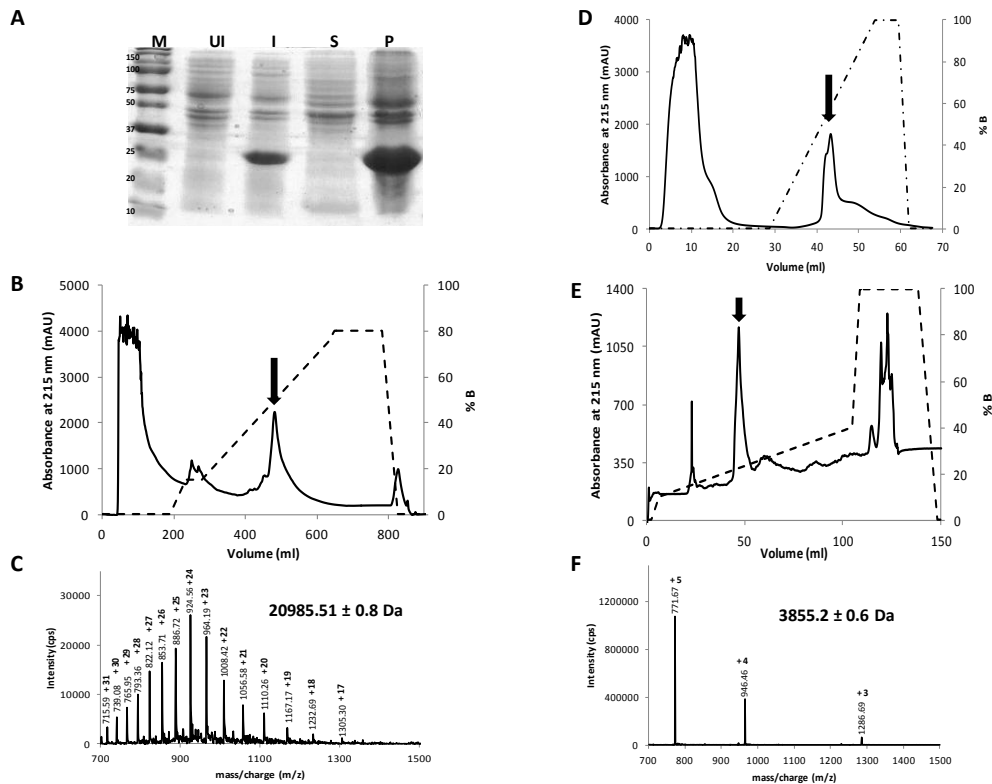 A
M UI I S P
150
100
75
50
37
25
20
10
B
Absorbance at 215 nm (mAU)
5000
4000
3000
2000
1000
0
100
80
60
40
20
0
% B
0 200 400 600 800
Volume (ml)
C
Intensity (cps)
30000
20000
10000
0
715.59 +31
739.08 +30
765.95 +29
793.36 +28
822.12 +27
853.71 +26
886.72 +25
924.56 +24
964.19 +23
1008.42 +22
1056.58 +21
1110.26 +20
1167.17 +19
1232.69 +18
1305.30 +17
20985.51 ± 0.8 Da
700 900 1100 1300 1500
mass/charge (m/z)
D
Absorbance at 215 nm (mAU)
4000
3000
2000
1000
0
100
80
60
40
20
0
% B
0 10 20 30 40 50 60 70
Volume (ml)
E
Absorbance at 215 nm (mAU)
1400
1050
700
350
0
100
80
60
40
20
0
% B
0 50 100 150
Volume (ml)
F
Intensity (cps)
1200000
800000
400000
0
+5
771.67
+4
946.46
+3
1286.69
3855.2 ± 0.6 Da
700 800 900 1000 1100 1200 1300 1400 1500
mass/charge (m/z)